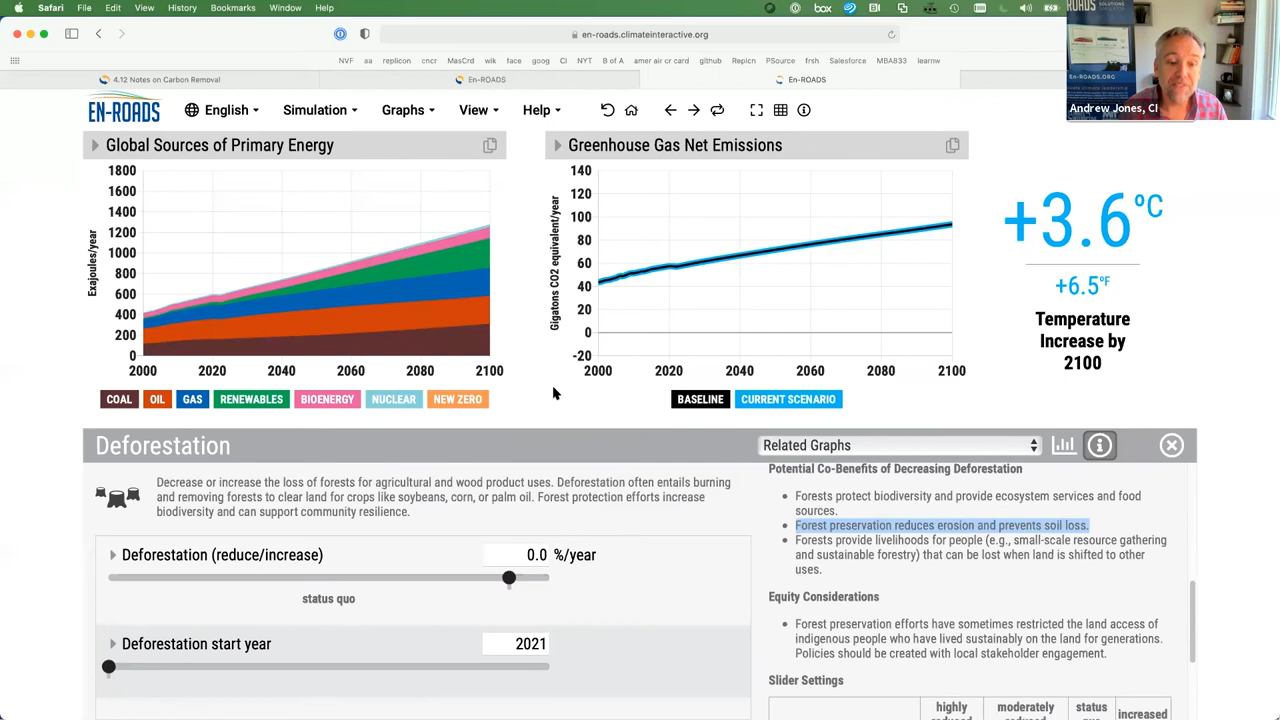 Safari File Edit View History Bookmarks Window Help
en-roads.climateinteractive.org
NVF aa policin cncr MasCrd wik face goog CI NYT B of A amer air cr card github Replcn PSource frsh Salesforce MBA833 learnw
4.12 Notes on Carbon Removal
En-ROADS
En-ROADS
EN-ROADS
English
Simulation
Graphs
View
Help
SOLUTIONS
EN-ROADS.ORG
Andrew Jones, CI
Global Sources of Primary Energy
Exajoules/year
1800
1600
1400
1200
1000
800
600
400
200
0
2000 2020 2040 2060 2080 2100
COAL OIL GAS RENEWABLES BIOENERGY NUCLEAR NEW ZERO
Greenhouse Gas Net Emissions
Gigatons CO2 equivalent/year
140
120
100
80
60
40
20
0
-20
2000 2020 2040 2060 2080 2100
BASELINE CURRENT SCENARIO
+3.6 °C
+6.5°F
Temperature
Increase by
2100
Deforestation
Related Graphs
Decrease or increase the loss of forests for agricultural and wood product uses. Deforestation often entails burning
and removing forests to clear land for crops like soybeans, corn, or palm oil. Forest protection efforts increase
biodiversity and can support community resilience.
Deforestation (reduce/increase)
0.0 %/year
status quo
Deforestation start year
2021
Potential Co-Benefits of Decreasing Deforestation
• Forests protect biodiversity and provide ecosystem services and food
sources.
• Forest preservation reduces erosion and prevents soil loss.
• Forests provide livelihoods for people (e.g., small-scale resource gathering
and sustainable forestry) that can be lost when land is shifted to other
uses.
Equity Considerations
• Forest preservation efforts have sometimes restricted the land access of
indigenous people who have lived sustainably on the land for generations.
Policies should be created with local stakeholder engagement.
Slider Settings
highly moderately status
quo increased